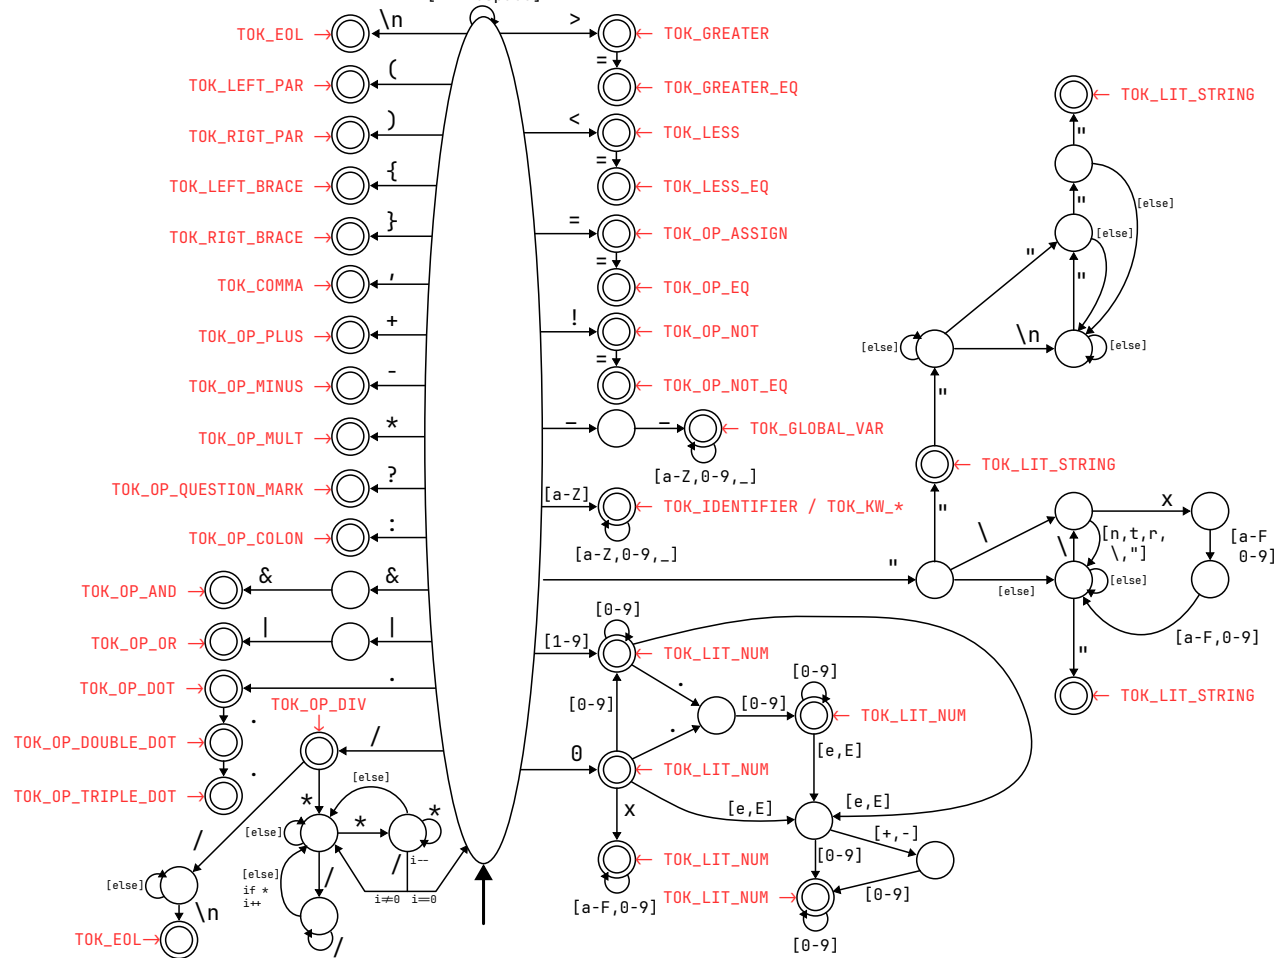 \n
TOK_EOL
(
TOK_LEFT_PAR
)
TOK_RIGT_PAR
{
TOK_LEFT_BRACE
}
TOK_RIGT_BRACE
,
TOK_COMMA
+
TOK_OP_PLUS
-
TOK_OP_MINUS
*
TOK_OP_MULT
?
TOK_OP_QUESTION_MARK
:
TOK_OP_COLON
& &
TOK_OP_AND
| |
TOK_OP_OR
.
TOK_OP_DOT
.
TOK_OP_DOUBLE_DOT
.
TOK_OP_TRIPLE_DOT
TOK_OP_DIV
/
/
[else]
\n
TOK_EOL
*
[else]
[else]
*
*
/
i--
i≠0 i==0
/
[else]
if *
i++
/
>
TOK_GREATER
=
TOK_GREATER_EQ
<
TOK_LESS
=
TOK_LESS_EQ
=
TOK_OP_ASSIGN
=
TOK_OP_EQ
!
TOK_OP_NOT
=
TOK_OP_NOT_EQ
_ _
TOK_GLOBAL_VAR
[a-Z,0-9,_]
[a-Z]
TOK_IDENTIFIER / TOK_KW_*
[a-Z,0-9,_]
"
"
TOK_LIT_STRING
"
[else]
"
\n
[else]
"
[else]
"
[else]
"
TOK_LIT_STRING
\
[else]
\
[n,t,r,
\,"]
[else]
x
[a-F
0-9]
[a-F,0-9]
"
TOK_LIT_STRING
[0-9]
[1-9]
TOK_LIT_NUM
.
[0-9]
.
[0-9]
[0-9]
TOK_LIT_NUM
[e,E]
0
TOK_LIT_NUM
[e,E]
[e,E]
x
TOK_LIT_NUM
[a-F,0-9]
[+,-]
[0-9]
[0-9]
TOK_LIT_NUM
[0-9]